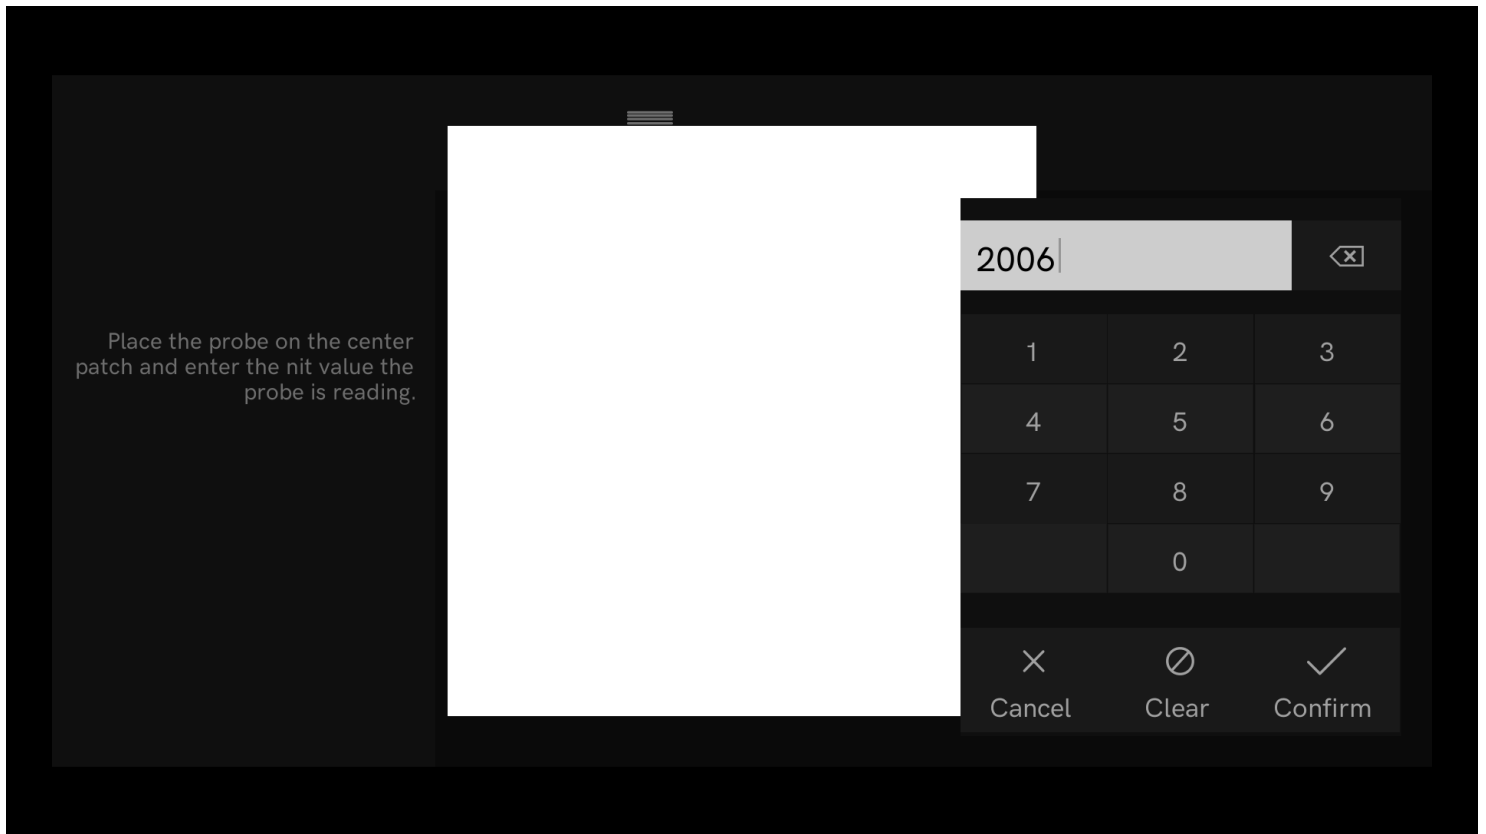 Place the probe on the center
patch and enter the nit value the
probe is reading.
2006
1 2 3
4 5 6
7 8 9
0
Cancel Clear Confirm